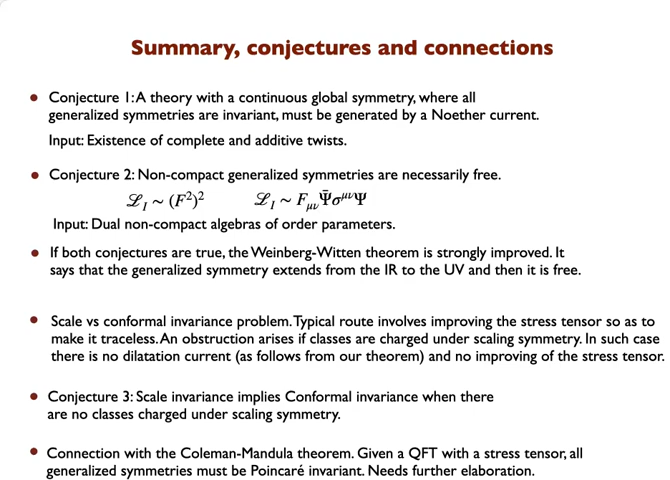 Summary, conjectures and connections
Conjecture 1: A theory with a continuous global symmetry, where all
generalized symmetries are invariant, must be generated by a Noether current.
Input: Existence of complete and additive twists.
Conjecture 2: Non-compact generalized symmetries are necessarily free.
ℒ_I ~ (F²)² ℒ_I ~ F_{μν}Ψ̄σ^{μν}Ψ
Input: Dual non-compact algebras of order parameters.
If both conjectures are true, the Weinberg-Witten theorem is strongly improved. It
says that the generalized symmetry extends from the IR to the UV and then it is free.
Scale vs conformal invariance problem. Typical route involves improving the stress tensor so as to
make it traceless. An obstruction arises if classes are charged under scaling symmetry. In such case
there is no dilatation current (as follows from our theorem) and no improving of the stress tensor.
Conjecture 3: Scale invariance implies Conformal invariance when there
are no classes charged under scaling symmetry.
Connection with the Coleman-Mandula theorem. Given a QFT with a stress tensor, all
generalized symmetries must be Poincaré invariant. Needs further elaboration.